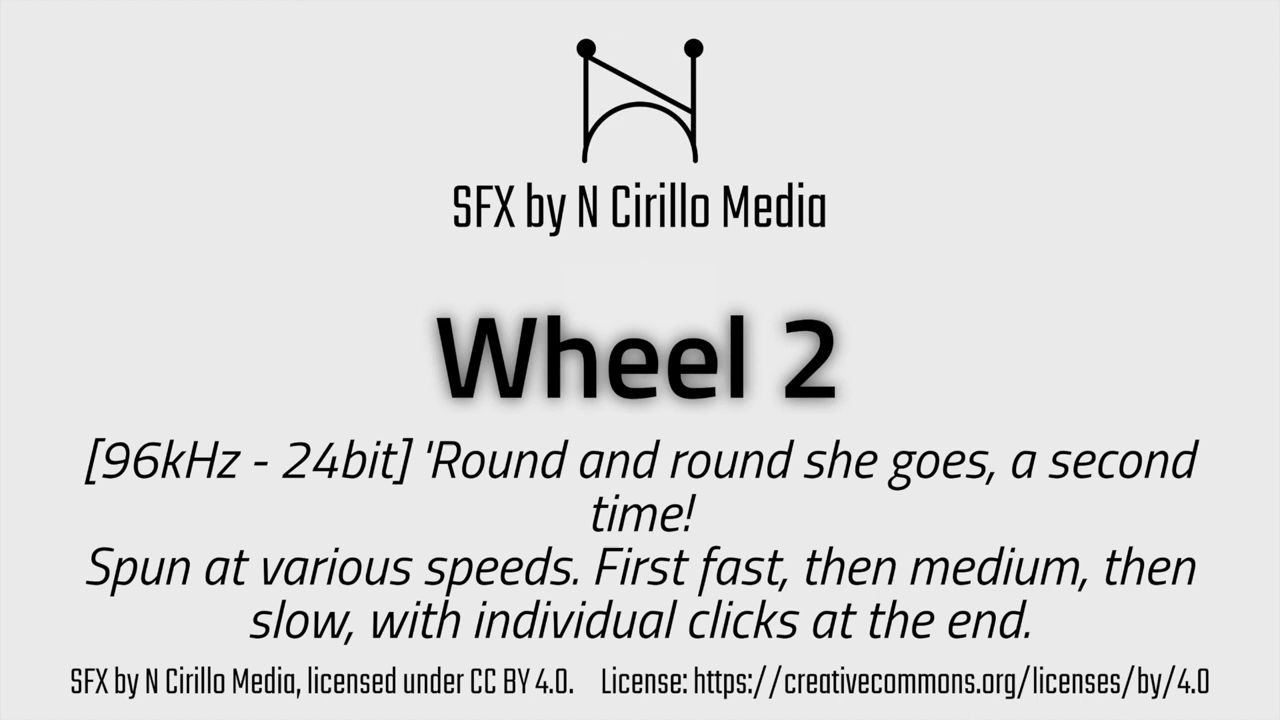 SFX by N Cirillo Media
Wheel 2
[96kHz - 24bit] 'Round and round she goes, a second
time!
Spun at various speeds. First fast, then medium, then
slow, with individual clicks at the end.
SFX by N Cirillo Media, licensed under CC BY 4.0. License: https://creativecommons.org/licenses/by/4.0